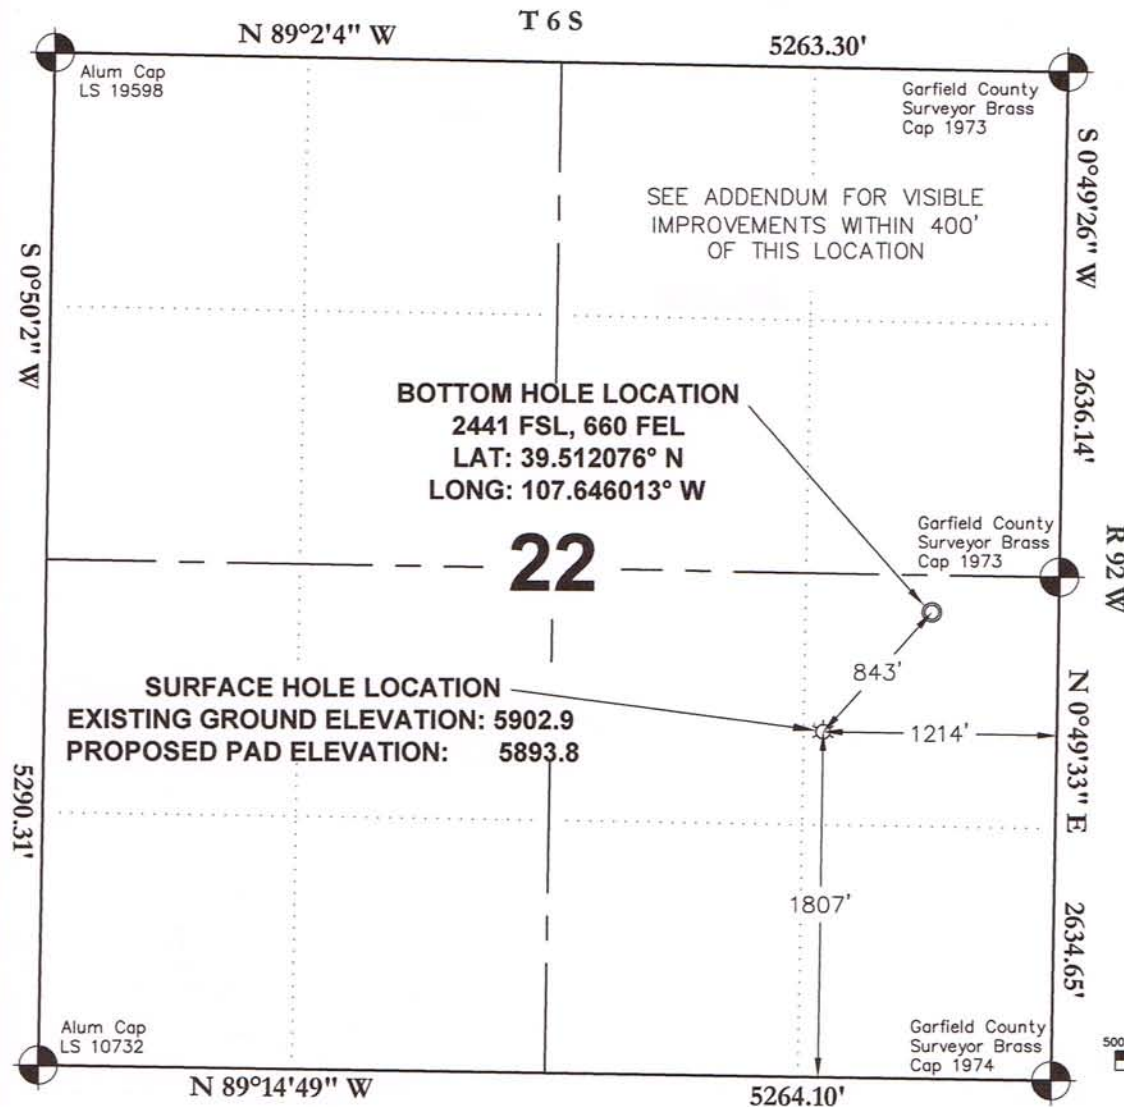 T 6 S
N 89°2'4" W
5263.30'
Alum Cap
LS 19598
Garfield County
Surveyor Brass
Cap 1973
S 0°49'26" W
SEE ADDENDUM FOR VISIBLE
IMPROVEMENTS WITHIN 400'
OF THIS LOCATION
S 0°50'2" W
2636.14'
BOTTOM HOLE LOCATION
2441 FSL, 660 FEL
LAT: 39.512076° N
LONG: 107.646013° W
22
Garfield County
Surveyor Brass
Cap 1973
R 92 W
843'
SURFACE HOLE LOCATION
EXISTING GROUND ELEVATION: 5902.9
PROPOSED PAD ELEVATION: 5893.8
1214'
N 0°49'33" E
5290.31'
1807'
2634.65'
Alum Cap
LS 10732
Garfield County
Surveyor Brass
Cap 1974
500
N 89°14'49" W
5264.10'